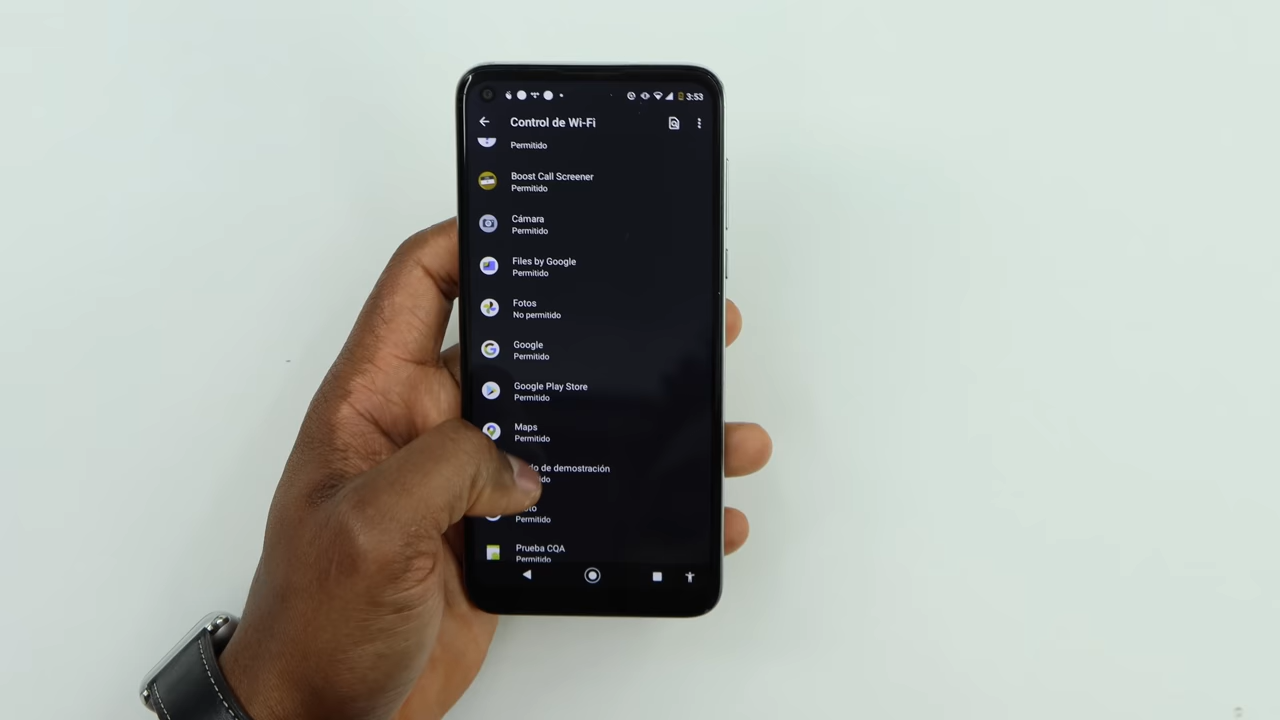 3:53
Control de Wi-Fi
Permitido
Boost Call Screener
Permitido
Cámara
Permitido
Files by Google
Permitido
Fotos
No permitido
Google
Permitido
Google Play Store
Permitido
Maps
Permitido
de demostración
Permitido
Prueba CQA
Permitido